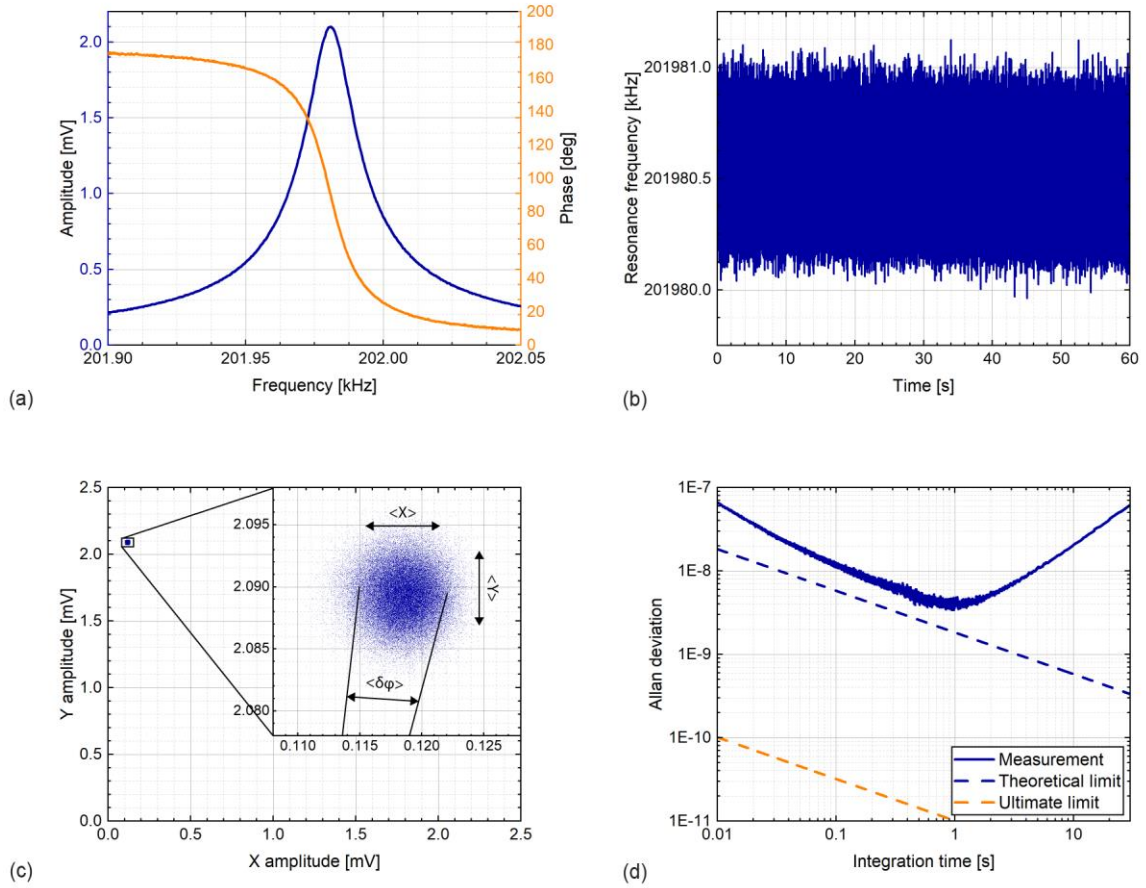 2.0
1.5
1.0
0.5
0.0
Amplitude [mV]
200
180
160
140
120
100
80
60
40
20
0
Phase [deg]
201.90
201.95
202.00
202.05
Frequency [kHz]
(a)
201981.0
201980.5
201980.0
Resonance frequency [kHz]
0
10
20
30
40
50
60
Time [s]
(b)
2.5
2.0
1.5
1.0
0.5
0.0
Y amplitude [mV]
2.095
2.090
2.085
2.080
<X>
<Y>
<δφ>
0.110
0.115
0.120
0.125
0.0
0.5
1.0
1.5
2.0
2.5
X amplitude [mV]
(c)
1E-7
1E-8
1E-9
1E-10
1E-11
Allan deviation
Measurement
Theoretical limit
Ultimate limit
0.01
0.1
1
10
Integration time [s]
(d)